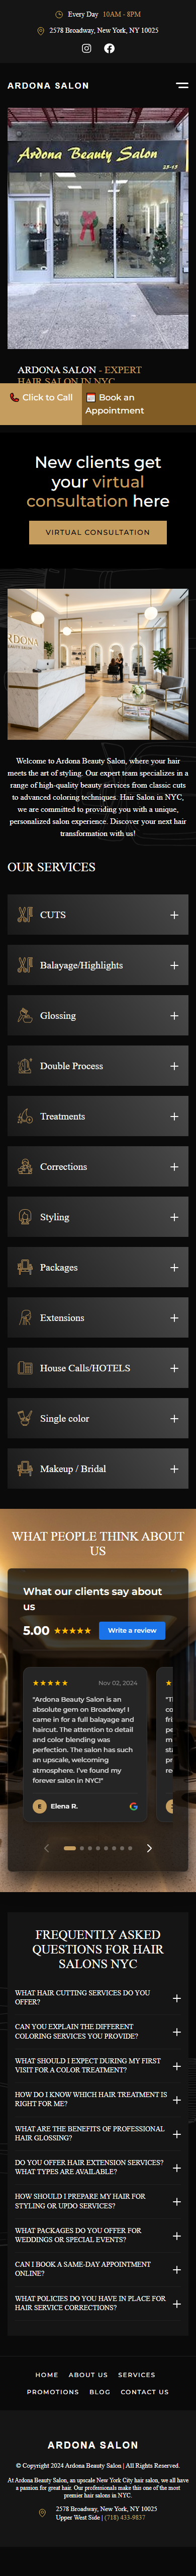 Every Day 10AM - 8PM
2578 Broadway, New York, NY 10025
ARDONA SALON
Ardona Beauty Salon
ARDONA SALON - EXPERT
HAIR SALON IN NYC
Click to Call
Book an
Appointment
New clients get
your virtual
consultation here
VIRTUAL CONSULTATION
Welcome to Ardona Beauty Salon, where your hair
meets the art of styling. Our expert team specializes in a
range of high-quality beauty services from classic cuts
to advanced coloring techniques. Hair Salon in NYC,
we are committed to providing you with a unique,
personalized salon experience. Discover your next hair
transformation with us!
OUR SERVICES
CUTS
Balayage/Highlights
Glossing
Double Process
Treatments
Corrections
Styling
Packages
Extensions
House Calls/HOTELS
Single color
Makeup / Bridal
WHAT PEOPLE THINK ABOUT
US
What our clients say about
us
5.00 ★★★★★ Write a review
★★★★★ Nov 02, 2024
"Ardona Beauty Salon is an
absolute gem on Broadway! I
came in for a full balayage and
haircut. The attention to detail
and color blending was
perfection. The salon has such
an upscale, welcoming
atmosphere. I've found my
forever salon in NYC!"
E Elena R.
FREQUENTLY ASKED
QUESTIONS FOR HAIR
SALONS NYC
WHAT HAIR CUTTING SERVICES DO YOU
OFFER?
CAN YOU EXPLAIN THE DIFFERENT
COLORING SERVICES YOU PROVIDE?
WHAT SHOULD I EXPECT DURING MY FIRST
VISIT FOR A COLOR TREATMENT?
HOW DO I KNOW WHICH HAIR TREATMENT IS
RIGHT FOR ME?
WHAT ARE THE BENEFITS OF PROFESSIONAL
HAIR GLOSSING?
DO YOU OFFER HAIR EXTENSION SERVICES?
WHAT TYPES ARE AVAILABLE?
HOW SHOULD I PREPARE MY HAIR FOR
STYLING OR UPDO SERVICES?
WHAT PACKAGES DO YOU OFFER FOR
WEDDINGS OR SPECIAL EVENTS?
CAN I BOOK A SAME-DAY APPOINTMENT
ONLINE?
WHAT POLICIES DO YOU HAVE IN PLACE FOR
HAIR SERVICE CORRECTIONS?
HOME ABOUT US SERVICES
PROMOTIONS BLOG CONTACT US
ARDONA SALON
© Copyright 2024 Ardona Beauty Salon | All Rights Reserved.
At Ardona Beauty Salon, an upscale New York City hair salon, we all have
a passion for great hair. Our professionals make this one of the most
premier hair salons in NYC.
2578 Broadway, New York, NY 10025
Upper West Side | (718) 433-9837